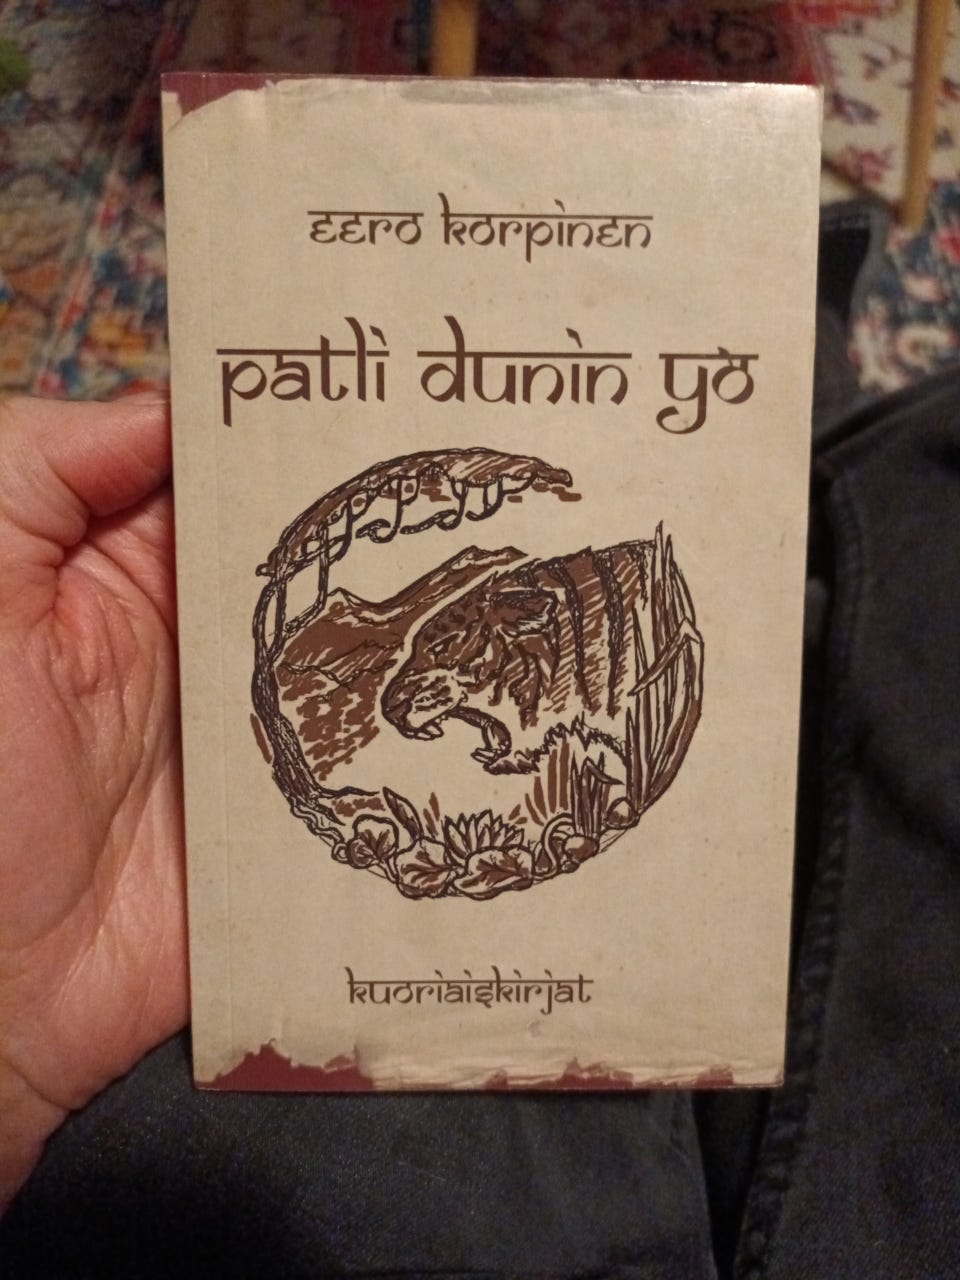 eero korpinen
patli dunin yö
kuoriaiskirjat